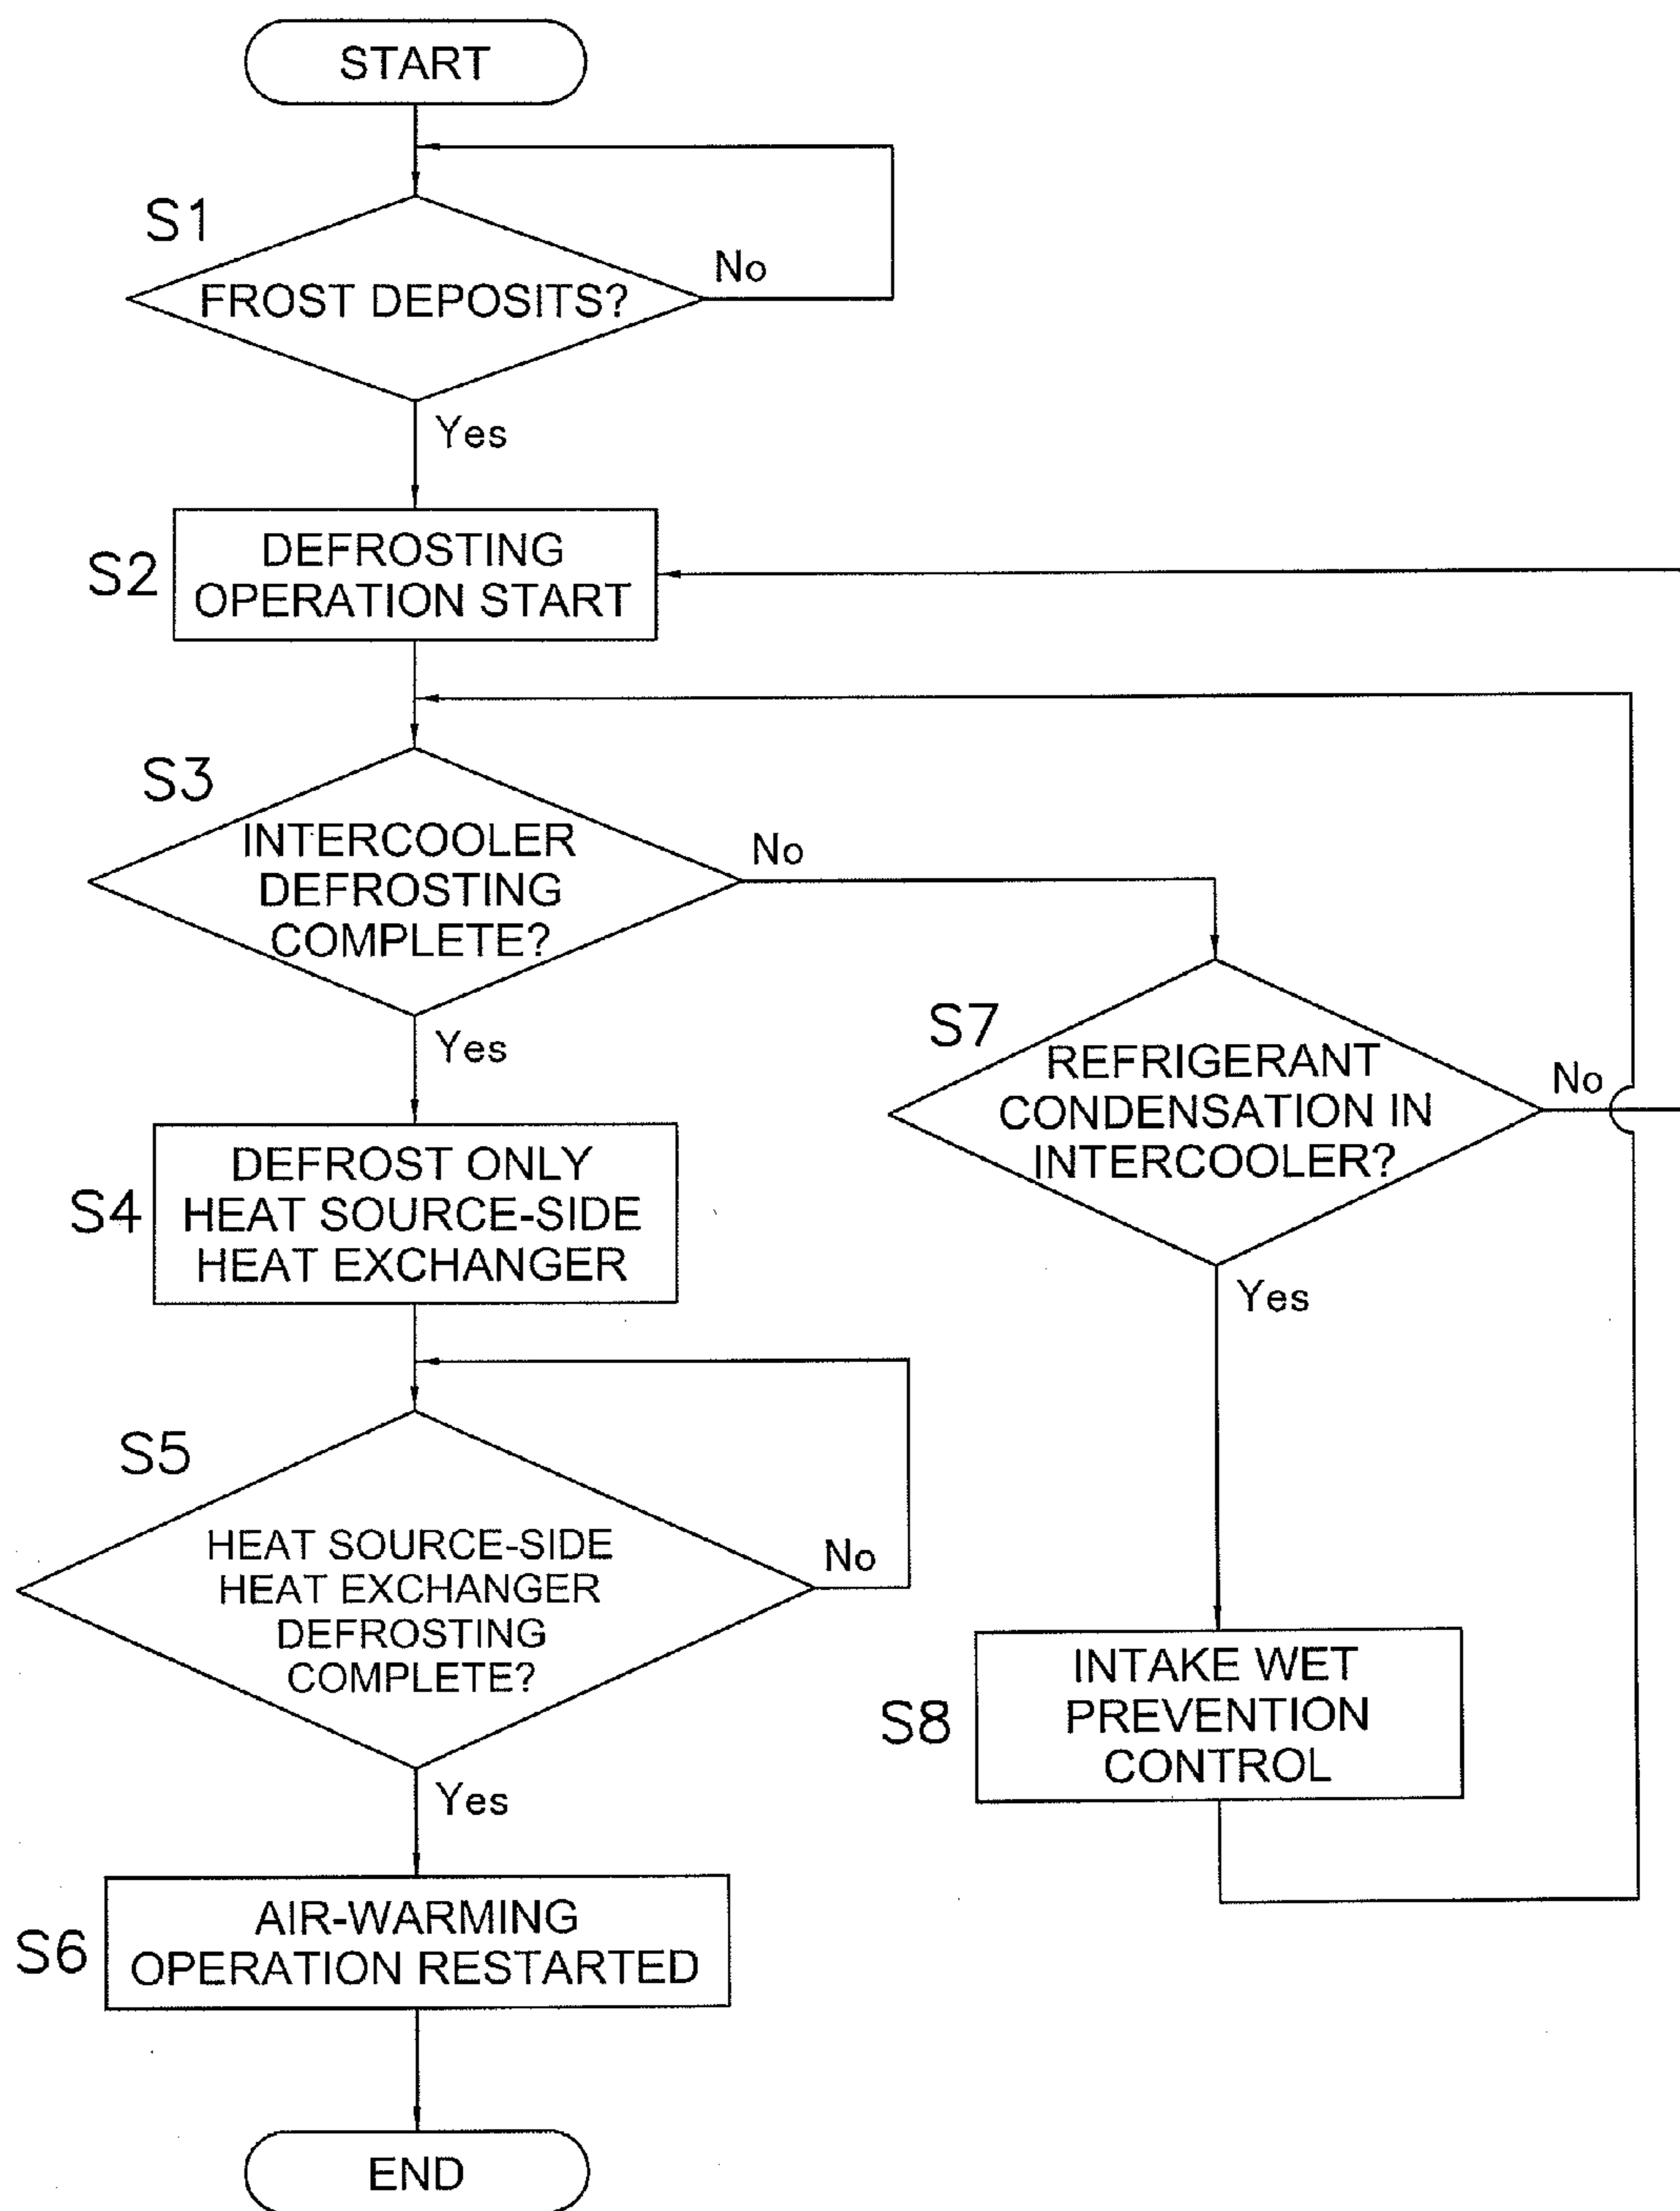 START
S1
FROST DEPOSITS?
No
Yes
S2
DEFROSTING
OPERATION START
S3
INTERCOOLER
DEFROSTING
COMPLETE?
No
Yes
S4
DEFROST ONLY
HEAT SOURCE-SIDE
HEAT EXCHANGER
S5
HEAT SOURCE-SIDE
HEAT EXCHANGER
DEFROSTING
COMPLETE?
No
Yes
S6
AIR-WARMING
OPERATION RESTARTED
END
S7
REFRIGERANT
CONDENSATION IN
INTERCOOLER?
No
Yes
S8
INTAKE WET
PREVENTION
CONTROL